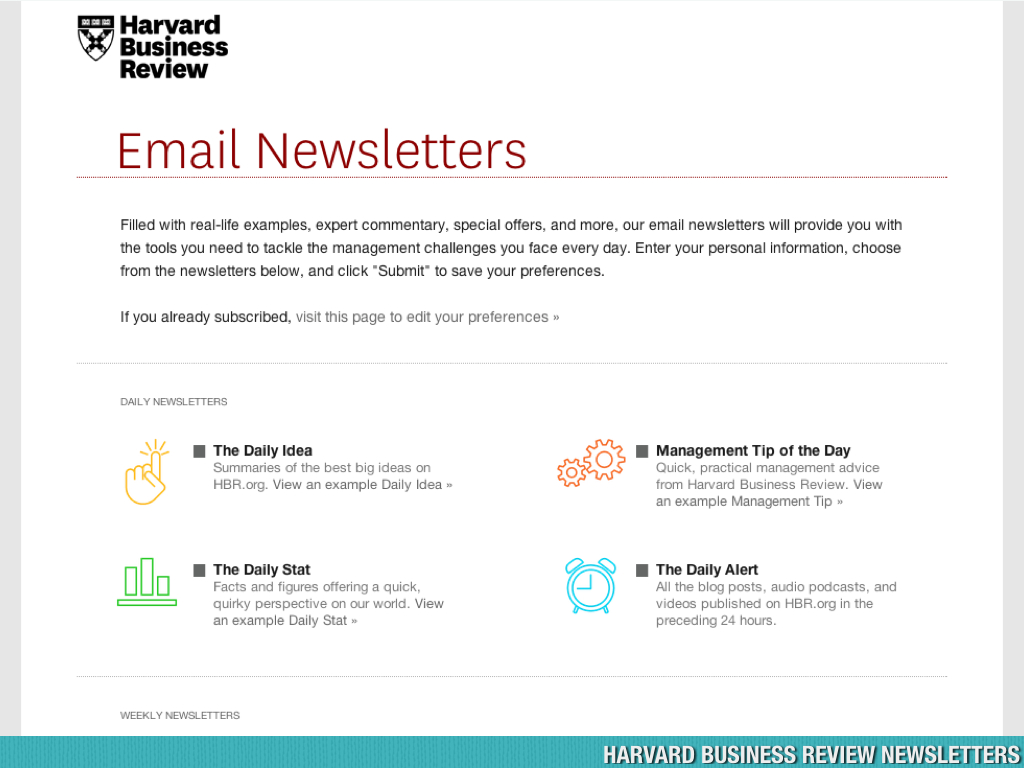 Harvard
Business
Review
Email Newsletters
Filled with real-life examples, expert commentary, special offers, and more, our email newsletters will provide you with
the tools you need to tackle the management challenges you face every day. Enter your personal information, choose
from the newsletters below, and click "Submit" to save your preferences.
If you already subscribed, visit this page to edit your preferences »
DAILY NEWSLETTERS
The Daily Idea
Summaries of the best big ideas on
HBR.org. View an example Daily Idea »
Management Tip of the Day
Quick, practical management advice
from Harvard Business Review. View
an example Management Tip »
The Daily Stat
Facts and figures offering a quick,
quirky perspective on our world. View
an example Daily Stat »
The Daily Alert
All the blog posts, audio podcasts, and
videos published on HBR.org in the
preceding 24 hours.
WEEKLY NEWSLETTERS
HARVARD BUSINESS REVIEW NEWSLETTERS